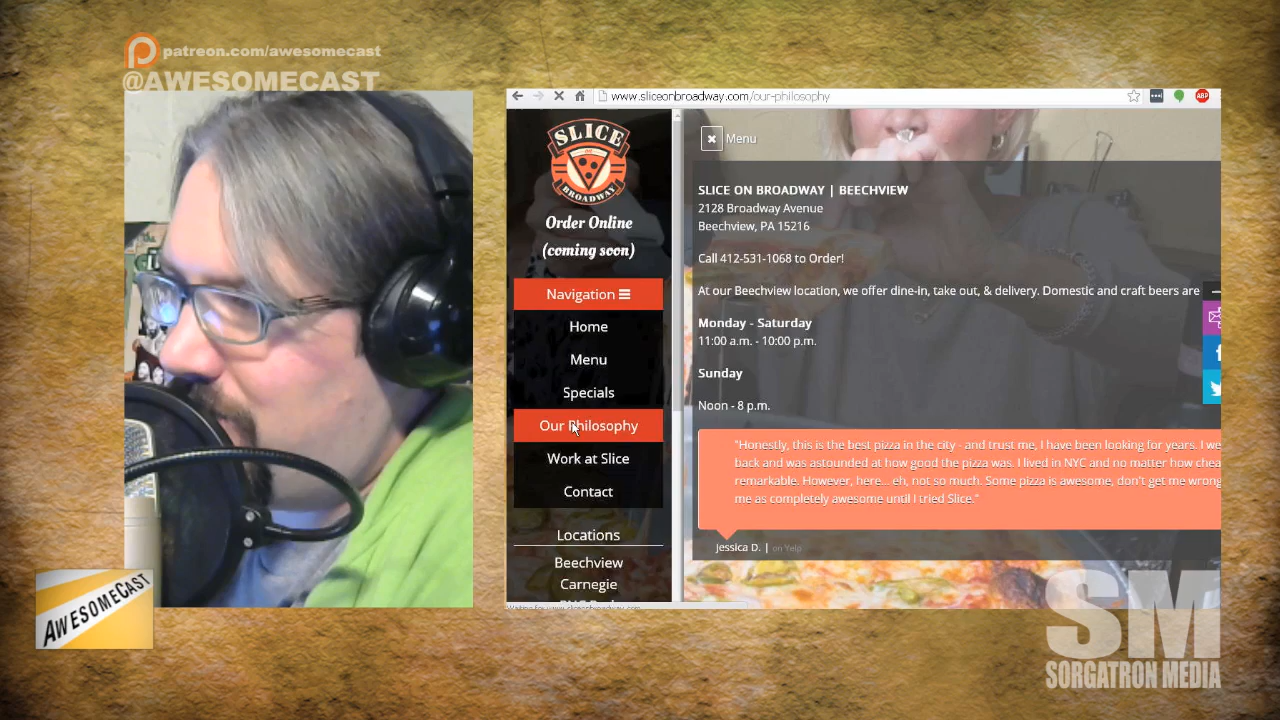 patreon.com/awesomecast
@AWESOMECAST
www.sliceonbroadway.com/our-philosophy
ABP
SLICE
ON
BROADWAY
Order Online
(coming soon)
Navigation
Home
Menu
Specials
Our Philosophy
Work at Slice
Contact
Locations
Beechview
Carnegie
Menu
SLICE ON BROADWAY | BEECHVIEW
2128 Broadway Avenue
Beechview, PA 15216
Call 412-531-1068 to Order!
At our Beechview location, we offer dine-in, take out, & delivery. Domestic and craft beers are
Monday - Saturday
11:00 a.m. - 10:00 p.m.
Sunday
Noon - 8 p.m.
"Honestly, this is the best pizza in the city - and trust me, I have been looking for years. I we
back and was astounded at how good the pizza was. I lived in NYC and no matter how chea
remarkable. However, here... eh, not so much. Some pizza is awesome, don't get me wrong
me as completely awesome until I tried Slice."
Jessica D. | on Yelp
AWESOMECAST
SM
SORGATRON MEDIA